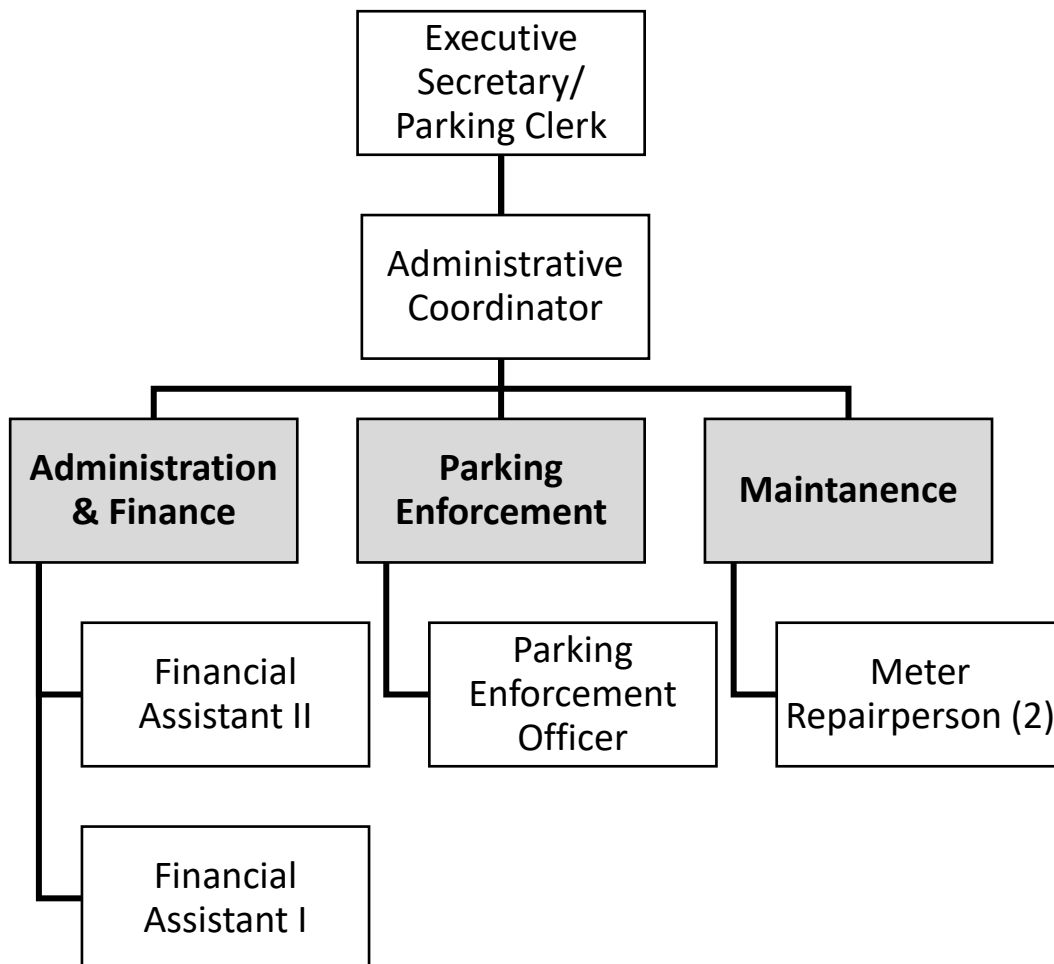 Executive
Secretary/
Parking Clerk
Administrative
Coordinator
Administration
& Finance
Parking
Enforcement
Maintanence
Financial
Assistant II
Parking
Enforcement
Officer
Meter
Repairperson (2)
Financial
Assistant I